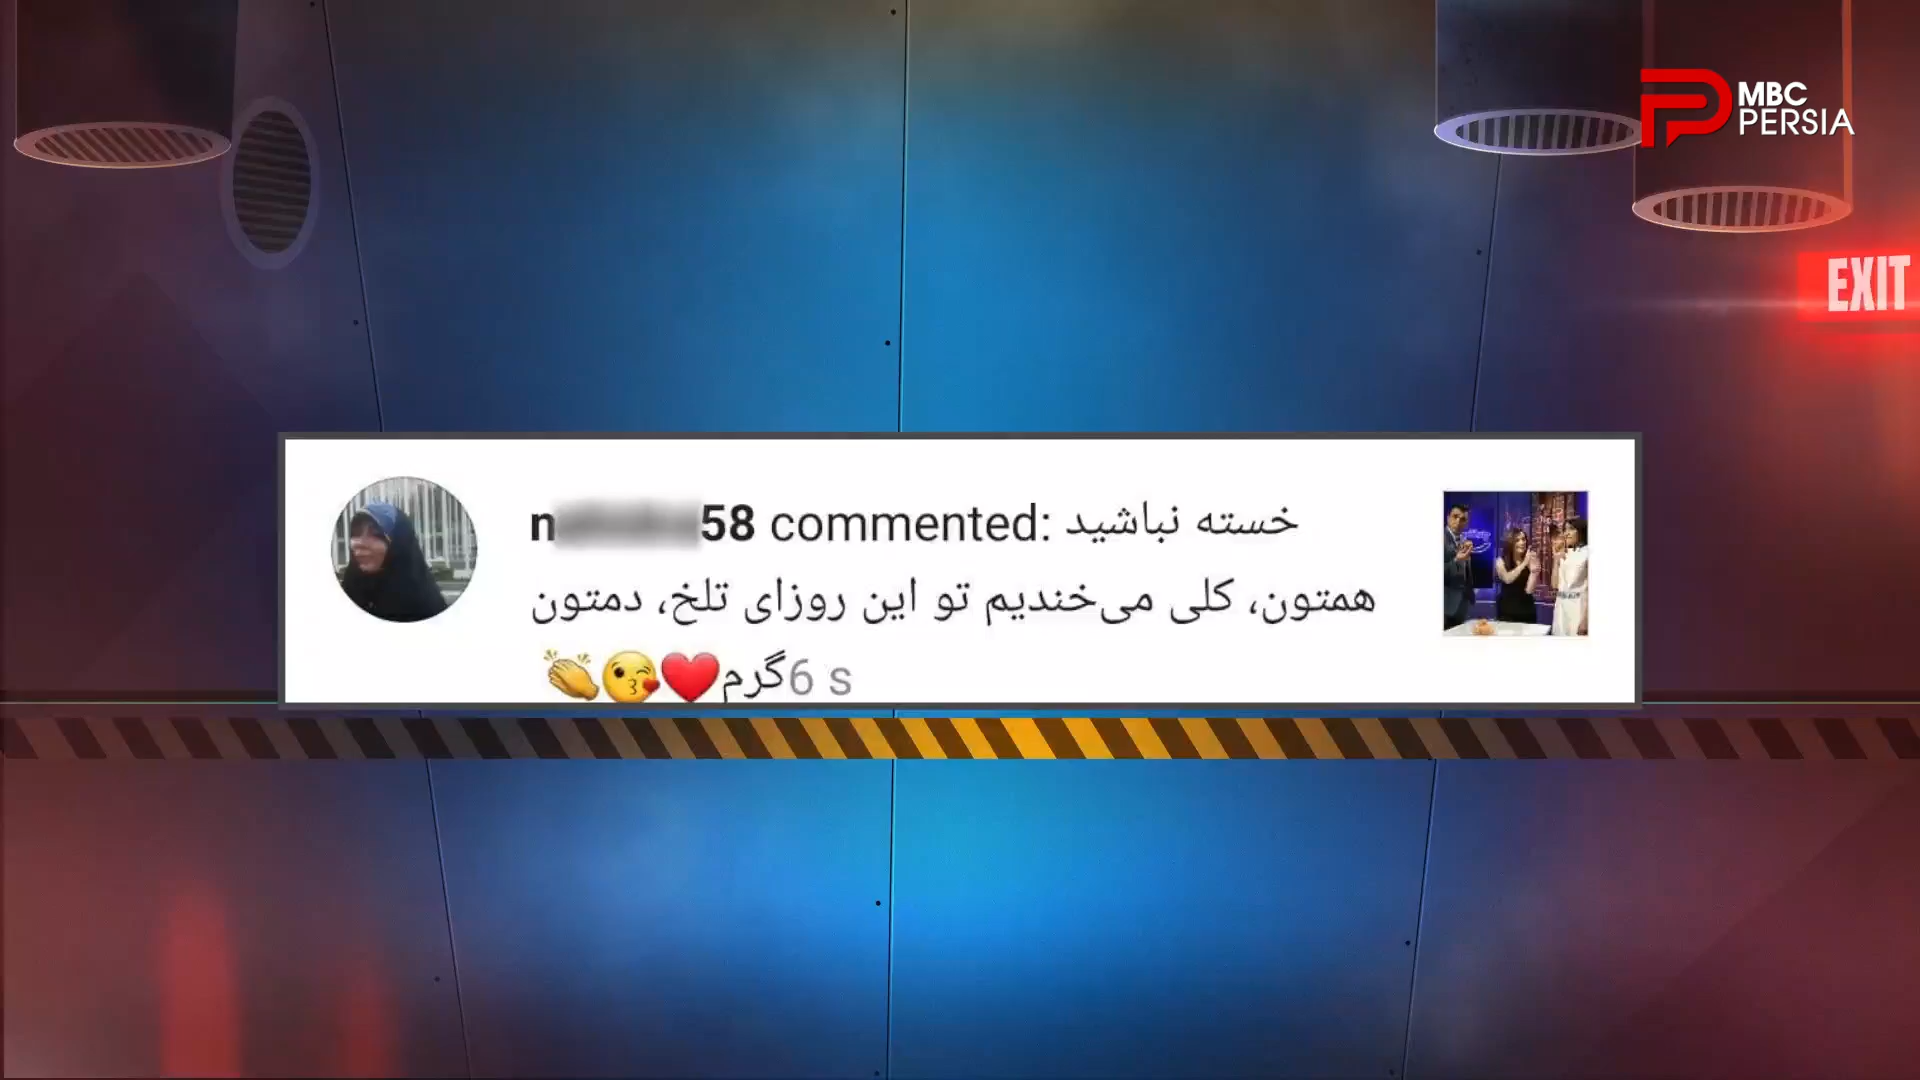 MBC
PERSIA
EXIT
58 commented: خسته نباشید
همتون، کلی می‌خندیم تو این روزای تلخ، دمتون
گرم❤️😘👏 6 s